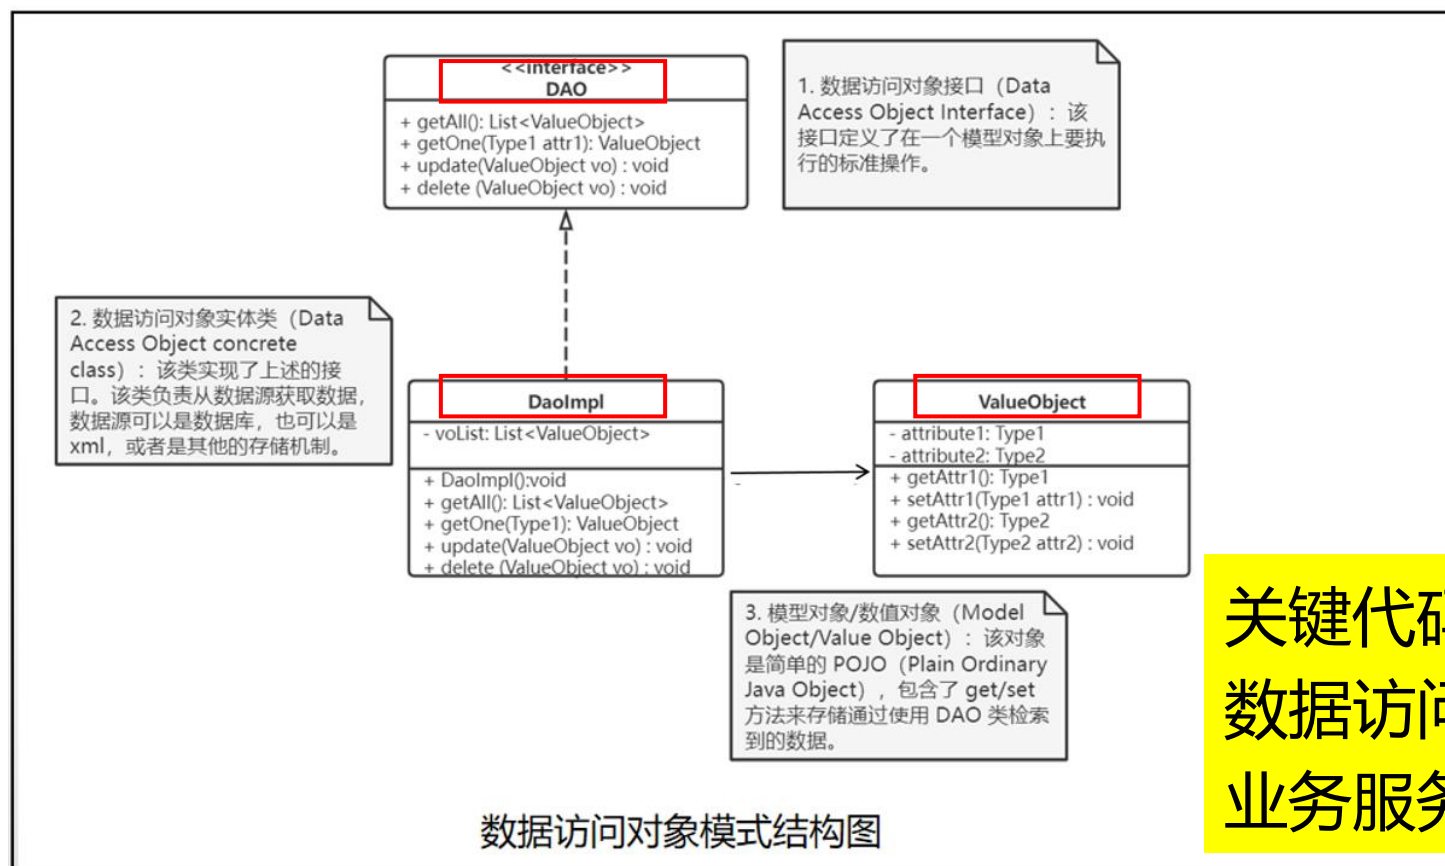 <<interface>>
DAO
+ getAll(): List<ValueObject>
+ getOne(Type1 attr1): ValueObject
+ update(ValueObject vo) : void
+ delete (ValueObject vo) : void
1. 数据访问对象接口（Data
Access Object Interface）：该
接口定义了在一个模型对象上要执
行的标准操作。
2. 数据访问对象实体类（Data
Access Object concrete
class）：该类实现了上述的接
口。该类负责从数据源获取数据，
数据源可以是数据库，也可以是
xml，或者是其他的存储机制。
DaoImpl
- voList: List<ValueObject>
+ DaoImpl():void
+ getAll(): List<ValueObject>
+ getOne(Type1): ValueObject
+ update(ValueObject vo) : void
+ delete (ValueObject vo) : void
ValueObject
- attribute1: Type1
- attribute2: Type2
+ getAttr1(): Type1
+ setAttr1(Type1 attr1) : void
+ getAttr2(): Type2
+ setAttr2(Type2 attr2) : void
3. 模型对象/数值对象（Model
Object/Value Object）：该对象
是简单的 POJO（Plain Ordinary
Java Object），包含了 get/set
方法来存储通过使用 DAO 类检索
到的数据。
关键代
数据访
业务服
数据访问对象模式结构图